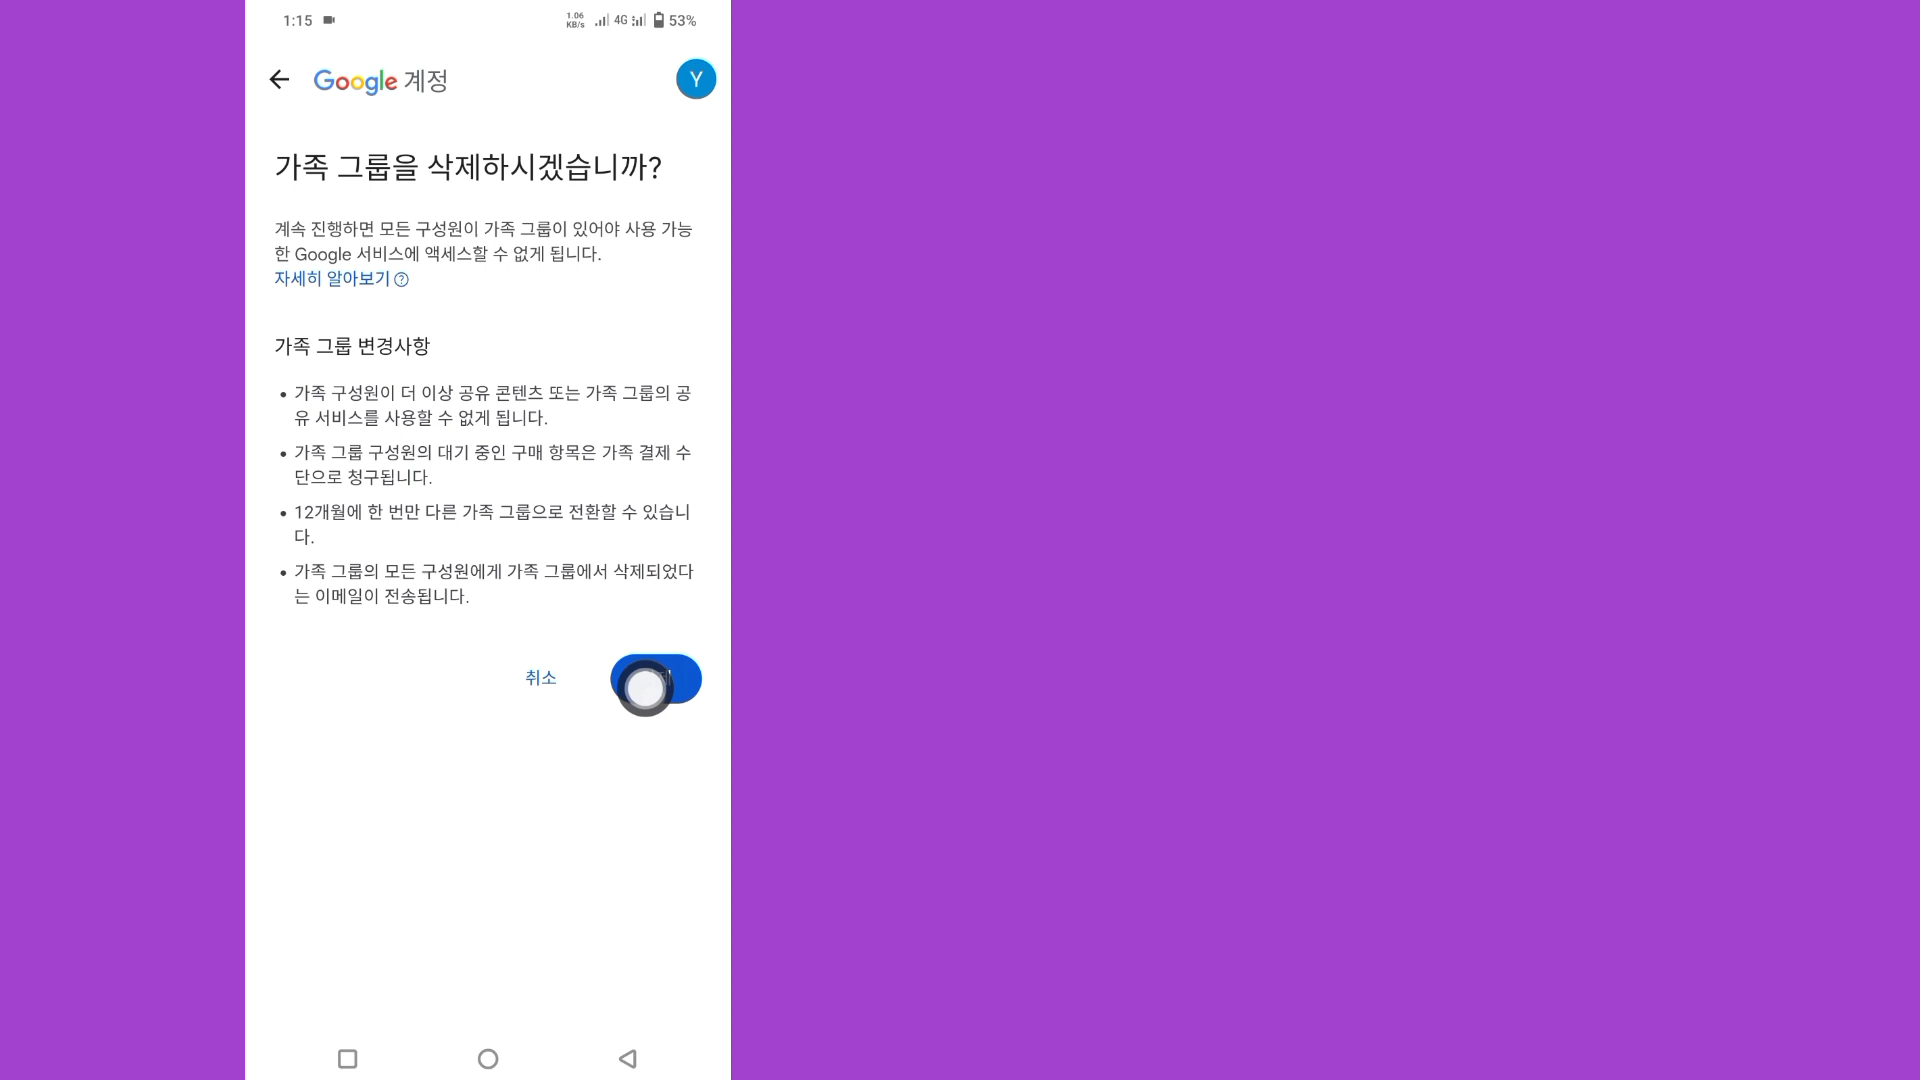 1:15
1.06
KB/s
4G
53%
Google 계정
Y
가족 그룹을 삭제하시겠습니까?
계속 진행하면 모든 구성원이 가족 그룹이 있어야 사용 가능
한 Google 서비스에 액세스할 수 없게 됩니다.
자세히 알아보기
가족 그룹 변경사항
• 가족 구성원이 더 이상 공유 콘텐츠 또는 가족 그룹의 공
유 서비스를 사용할 수 없게 됩니다.
• 가족 그룹 구성원의 대기 중인 구매 항목은 가족 결제 수
단으로 청구됩니다.
• 12개월에 한 번만 다른 가족 그룹으로 전환할 수 있습니
다.
• 가족 그룹의 모든 구성원에게 가족 그룹에서 삭제되었다
는 이메일이 전송됩니다.
취소